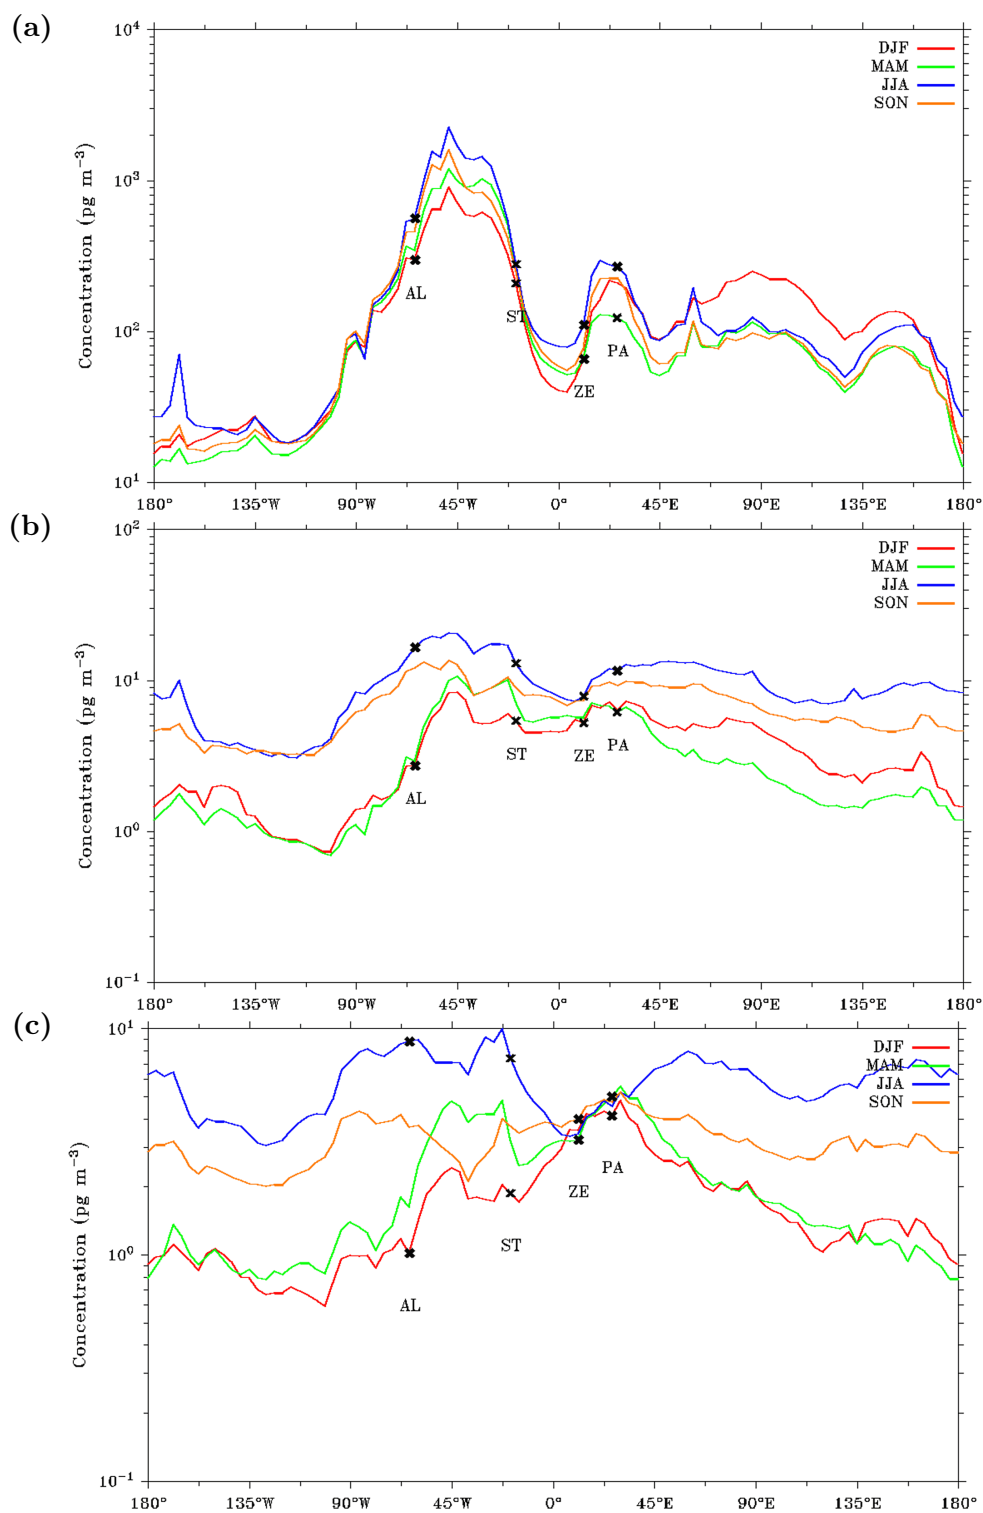 (a)
10⁴
DJF
MAM
JJA
SON
Concentration (pg m⁻³)
10³
AL
ST
10²
PA
ZE
10¹
180° 135°W 90°W 45°W 0° 45°E 90°E 135°E 180°
(b)
10²
DJF
MAM
JJA
SON
Concentration (pg m⁻³)
10¹
ST ZE PA
AL
10⁰
10⁻¹
180° 135°W 90°W 45°W 0° 45°E 90°E 135°E 180°
(c)
10¹
DJF
MAM
JJA
SON
Concentration (pg m⁻³)
PA
ZE
ST
10⁰
AL
10⁻¹
180° 135°W 90°W 45°W 0° 45°E 90°E 135°E 180°